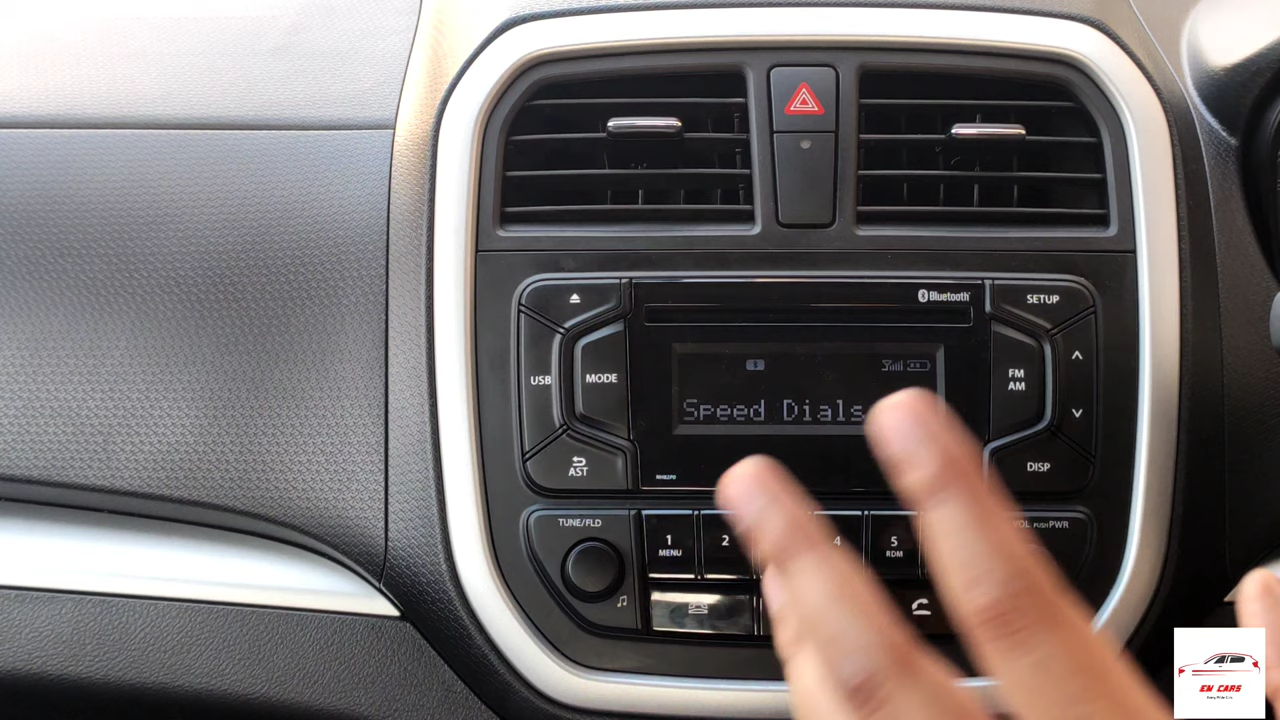 Bluetooth
SETUP
USB
MODE
FM
AM
Speed Dials
AST
DISP
TUNE/FLD
VOL PUSH PWR
1
MENU
2
4
5
RDM
EM CARS